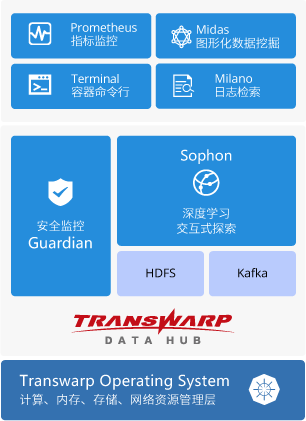 Prometheus
指标监控
Midas
图形化数据挖掘
Terminal
容器命令行
Milano
日志检索
安全监控
Guardian
Sophon
深度学习
交互式探索
HDFS
Kafka
TRANSWARP
DATA HUB
Transwarp Operating System
计算、内存、存储、网络资源管理层